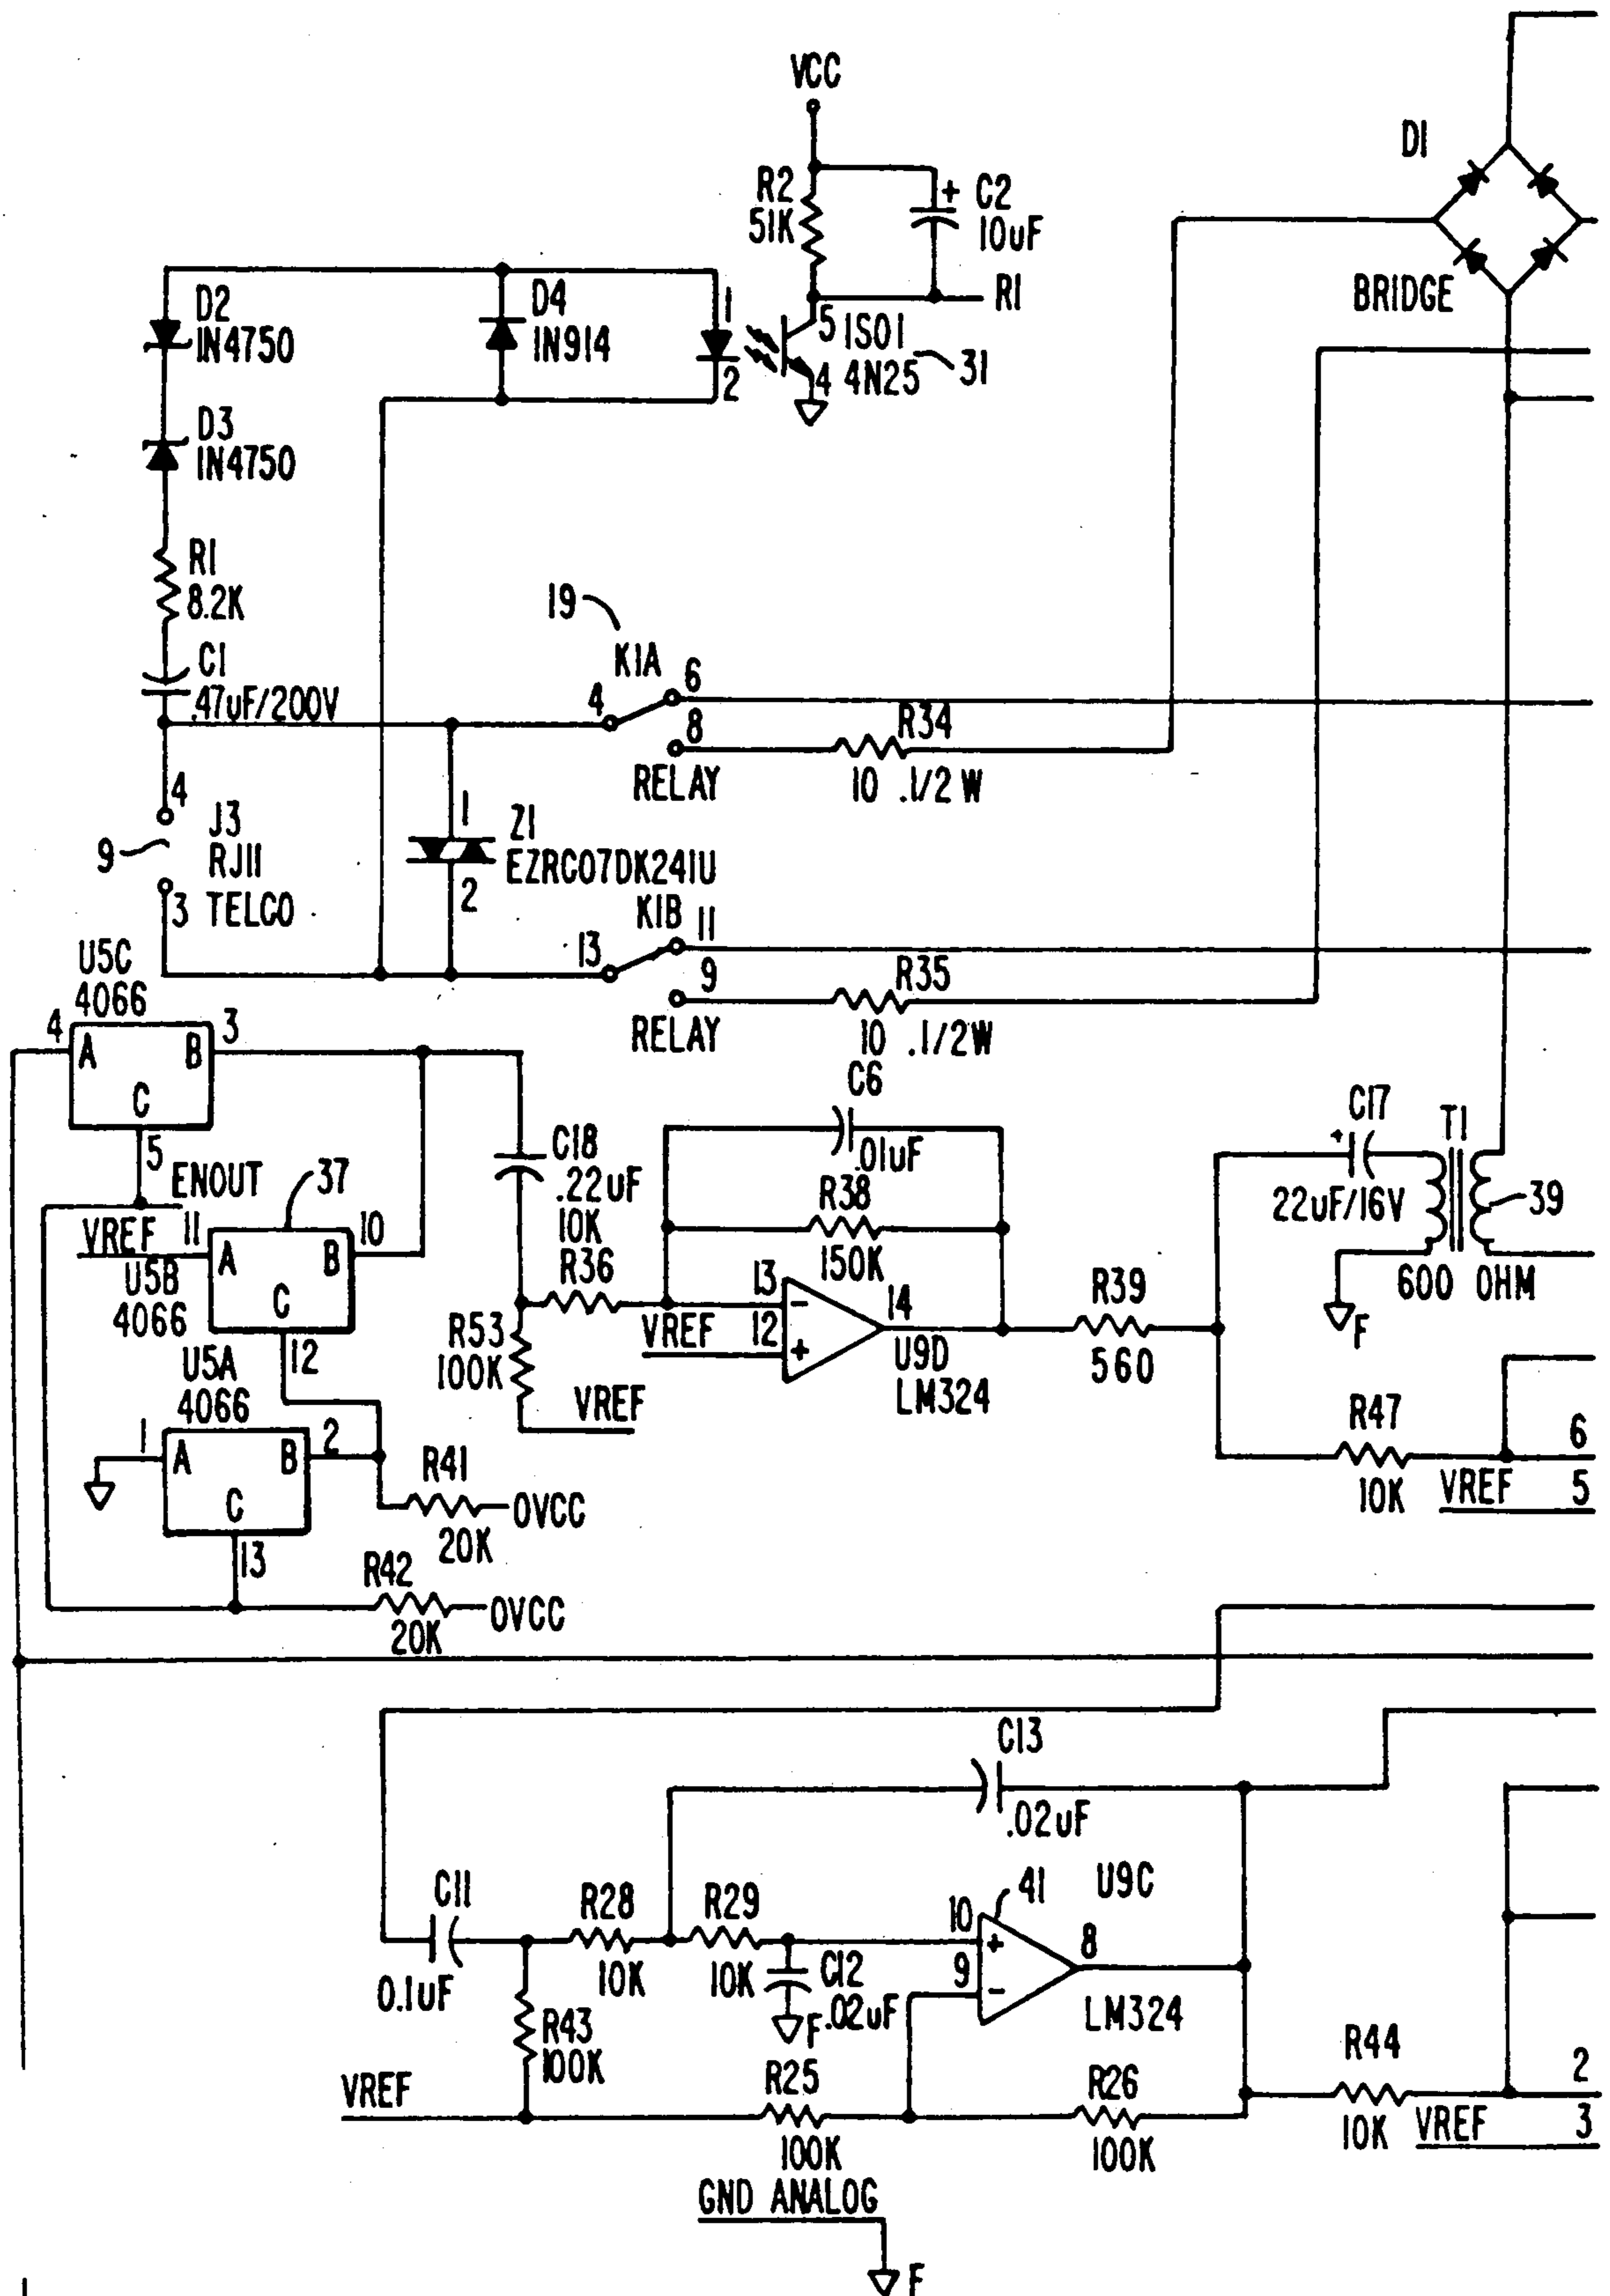 VCC
D1
R2
51K
+ C2
10uF
R1
BRIDGE
D2
1N4750
D4
1N914
1
2
5
4
ISO1
4N25
31
D3
1N4750
R1
8.2K
C1
.47uF/200V
19
K1A
4
6
8
RELAY
R34
10 .1/2 W
4
J3
RJ11
TELCO
9
3
1
Z1
EZRC07DK241U
2
K1B
13
11
9
RELAY
R35
10 .1/2W
U5C
4066
4
A B
C
3
5
ENOUT
37
VREF
11
A B
C
10
U5B
4066
12
C18
.22uF
10K
R36
R53
100K
VREF
C6
.01uF
R38
150K
13
VREF 12
-
+
14
U9D
LM324
R39
560
+
C17
22uF/16V
T1
39
600 OHM
F
R47
10K
6
VREF 5
U5A
4066
1
A B
C
2
13
R41
20K
OVCC
R42
20K
OVCC
C13
.02uF
C11
0.1uF
R28
10K
R29
10K
C12
.02uF
F
10
9
+
-
41
U9C
8
LM324
R43
100K
VREF
R25
100K
R26
100K
R44
10K
2
VREF 3
GND ANALOG
F